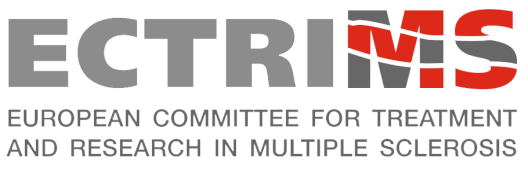 ECTRIMS
EUROPEAN COMMITTEE FOR TREATMENT
AND RESEARCH IN MULTIPLE SCLEROSIS